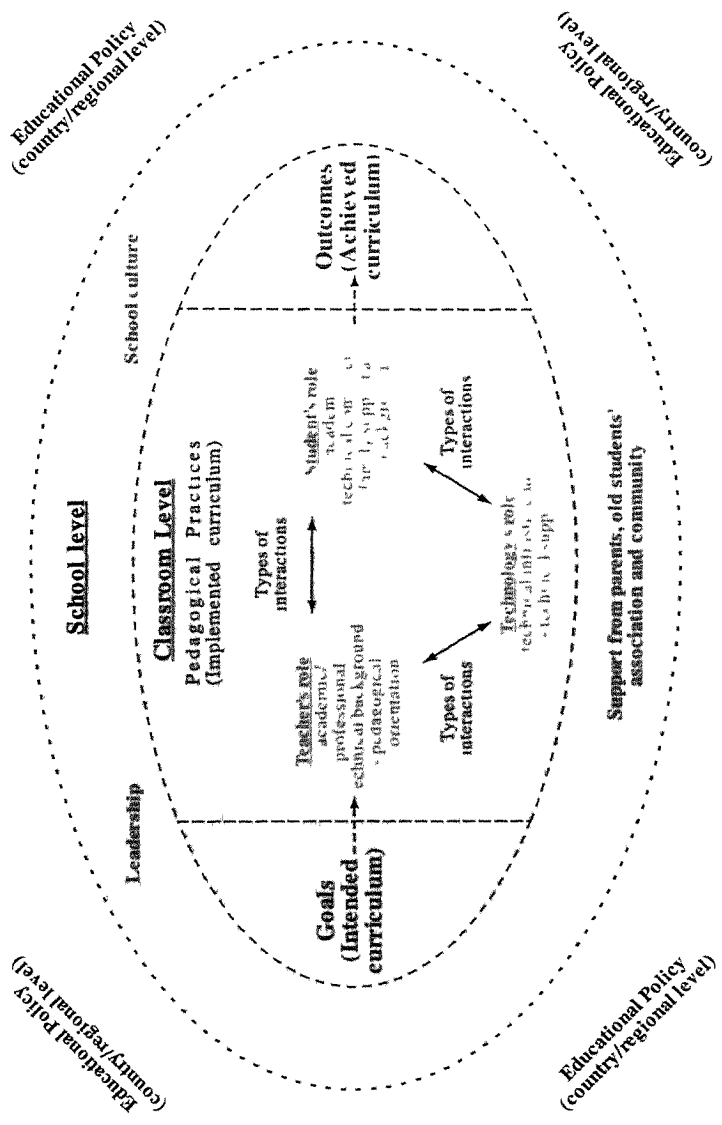 Educational Policy
(country/regional level)
Educational Policy
(country/regional level)
School level
Leadership
School culture
Classroom Level
Pedagogical Practices
(Implemented curriculum)
Goals
(Intended
curriculum)
Teacher's role
academic/
professional
technical background
- pedagogical
orientation
Types of
interactions
Student's role
Outcomes
(Achieved
curriculum)
Types of
interactions
Types of
interactions
Technology's role
Support from parents, old students'
association and community
Educational Policy
(country/regional level)
Educational Policy
(country/regional level)